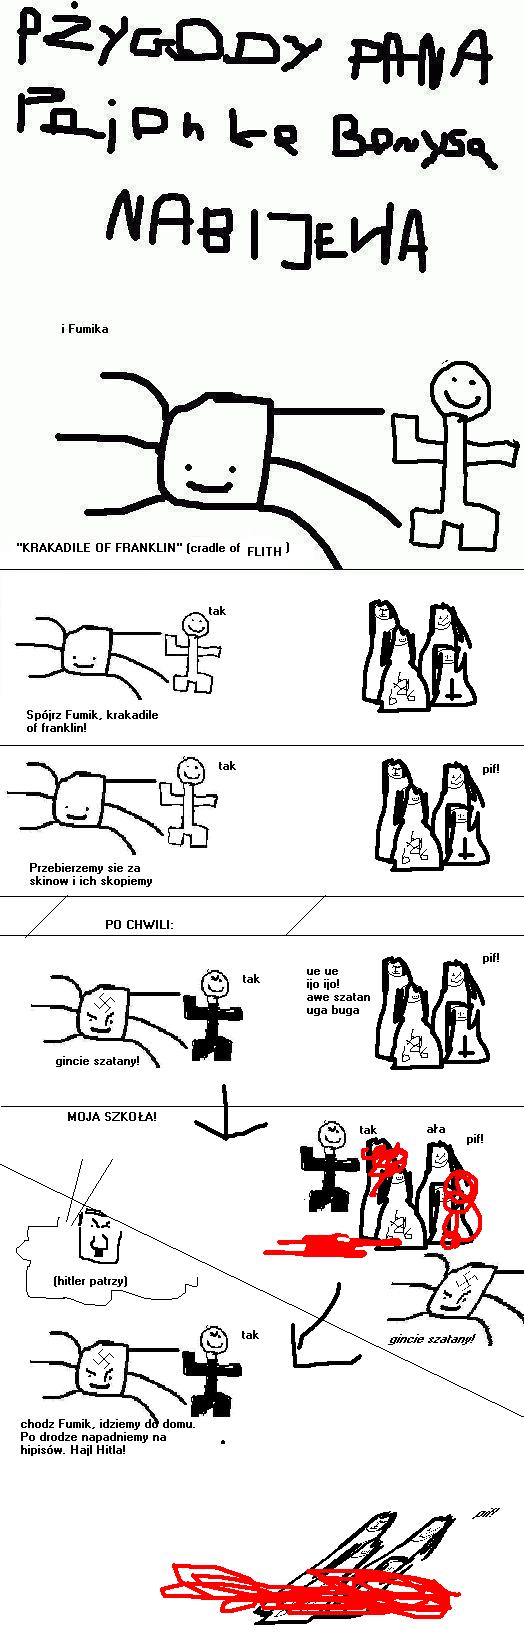 PŻYGODY PANA
Pająnka Bonysa
NABIJENA
i Fumika
"KRAKADILE OF FRANKLIN" (cradle of FLITH)
tak
Spójrz Fumik, krakadile
of franklin!
tak
pif!
Przebierzemy sie za
skinow i ich skopiemy
PO CHWILI:
tak
ue ue
ijo ijo!
awe szatan
uga buga
pif!
gincie szatany!
MOJA SZKOŁA!
tak
ała
pif!
(hitler patrzy)
gincie szatany!
tak
chodz Fumik, idziemy do domu.
Po drodze napadniemy na
hipisów. Hajl Hitla!
pif!